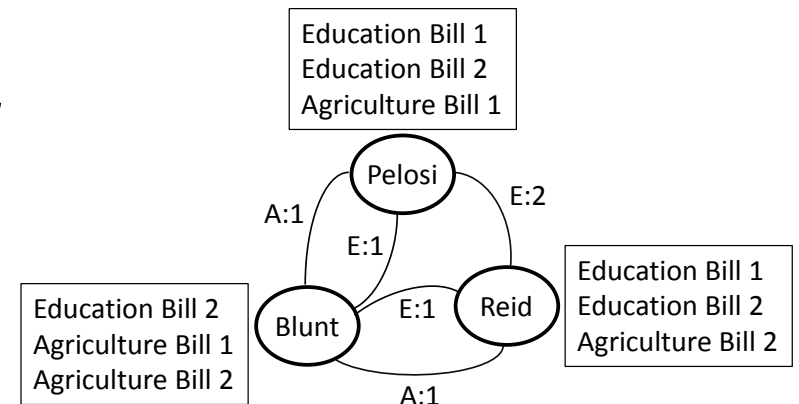 Education Bill 1
Education Bill 2
Agriculture Bill 1
Pelosi
A:1
E:2
E:1
Education Bill 2
Agriculture Bill 1
Agriculture Bill 2
Blunt
E:1
Reid
Education Bill 1
Education Bill 2
Agriculture Bill 2
A:1